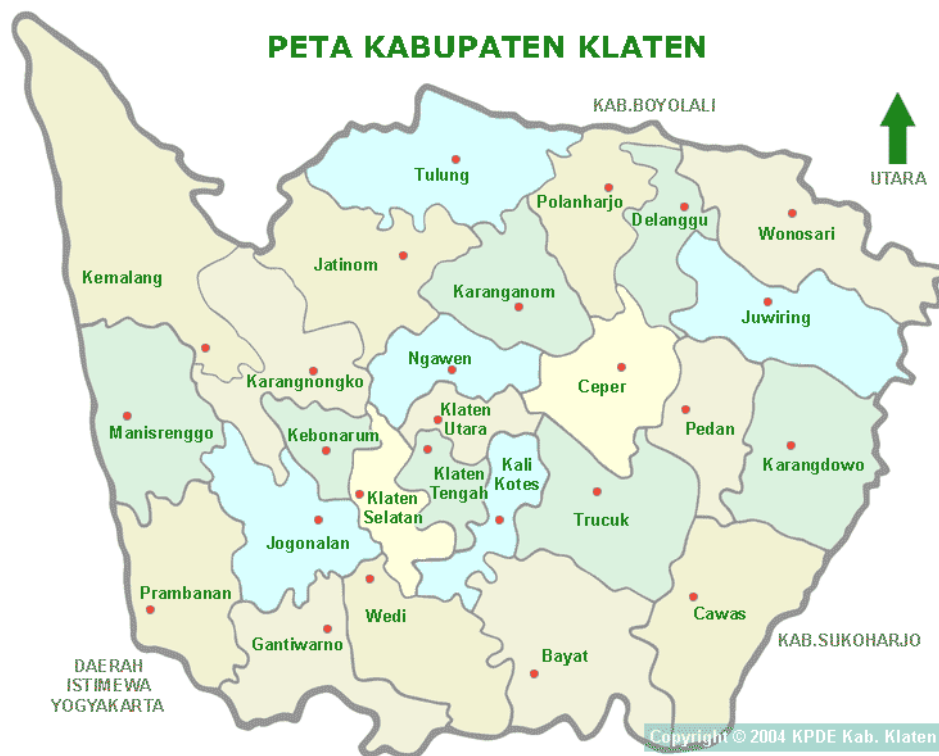 PETA KABUPATEN KLATEN
KAB.BOYOLALI
UTARA
Tulung
Polanharjo
Delanggu
Wonosari
Jatinom
Kemalang
Karanganom
Juwiring
Ngawen
Karangnongko
Ceper
Klaten
Utara
Pedan
Manisrenggo
Kebonarum
Karangdowo
Klaten
Tengah
Kali
Kotes
Klaten
Selatan
Trucuk
Jogonalan
Prambanan
Wedi
Cawas
Gantiwarno
Bayat
KAB.SUKOHARJO
DAERAH
ISTIMEWA
YOGYAKARTA
Copyright © 2004 KPDE Kab. Klaten